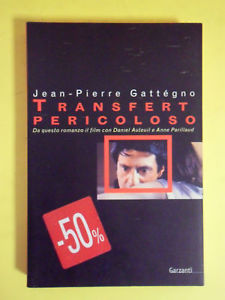 Jean-Pierre Gattégno
TRANSFERT
PERICOLOSO
Da questo romanzo il film con Daniel Auteuil e Anne Parillaud
-50%
Garzanti